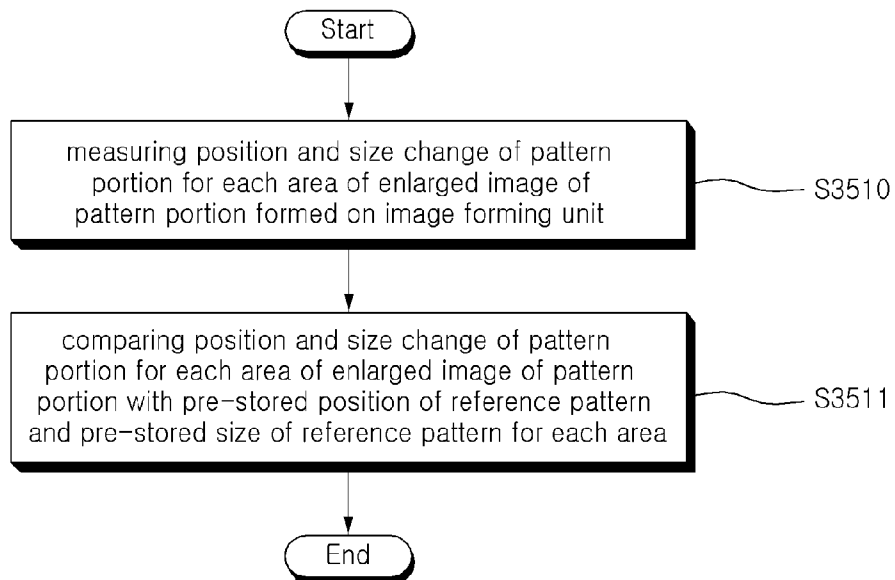 Start
measuring position and size change of pattern
portion for each area of enlarged image of
pattern portion formed on image forming unit
S3510
comparing position and size change of pattern
portion for each area of enlarged image of pattern
portion with pre-stored position of reference pattern
and pre-stored size of reference pattern for each area
S3511
End